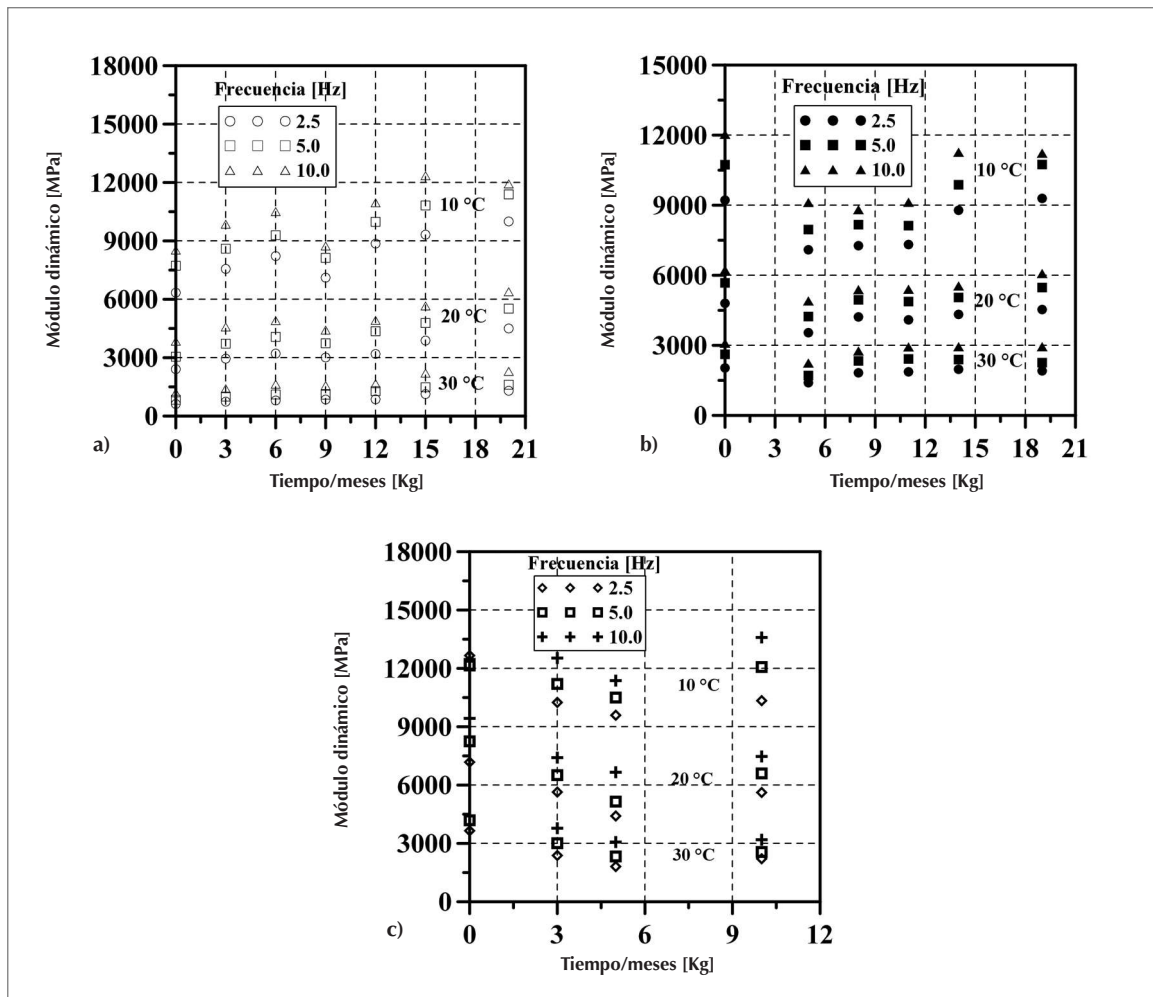 18000
15000
12000
9000
6000
3000
0
Módulo dinámico [MPa]
Frecuencia [Hz]
2.5
5.0
10.0
10 °C
20 °C
30 °C
0 3 6 9 12 15 18 21
a)
Tiempo/meses [Kg]
15000
12000
9000
6000
3000
0
Módulo dinámico [MPa]
Frecuencia [Hz]
2.5
5.0
10.0
10 °C
20 °C
30 °C
0 3 6 9 12 15 18 21
b)
Tiempo/meses [Kg]
18000
15000
12000
9000
6000
3000
0
Módulo dinámico [MPa]
Frecuencia [Hz]
2.5
5.0
10.0
10 °C
20 °C
30 °C
0 3 6 9 12
c)
Tiempo/meses [Kg]